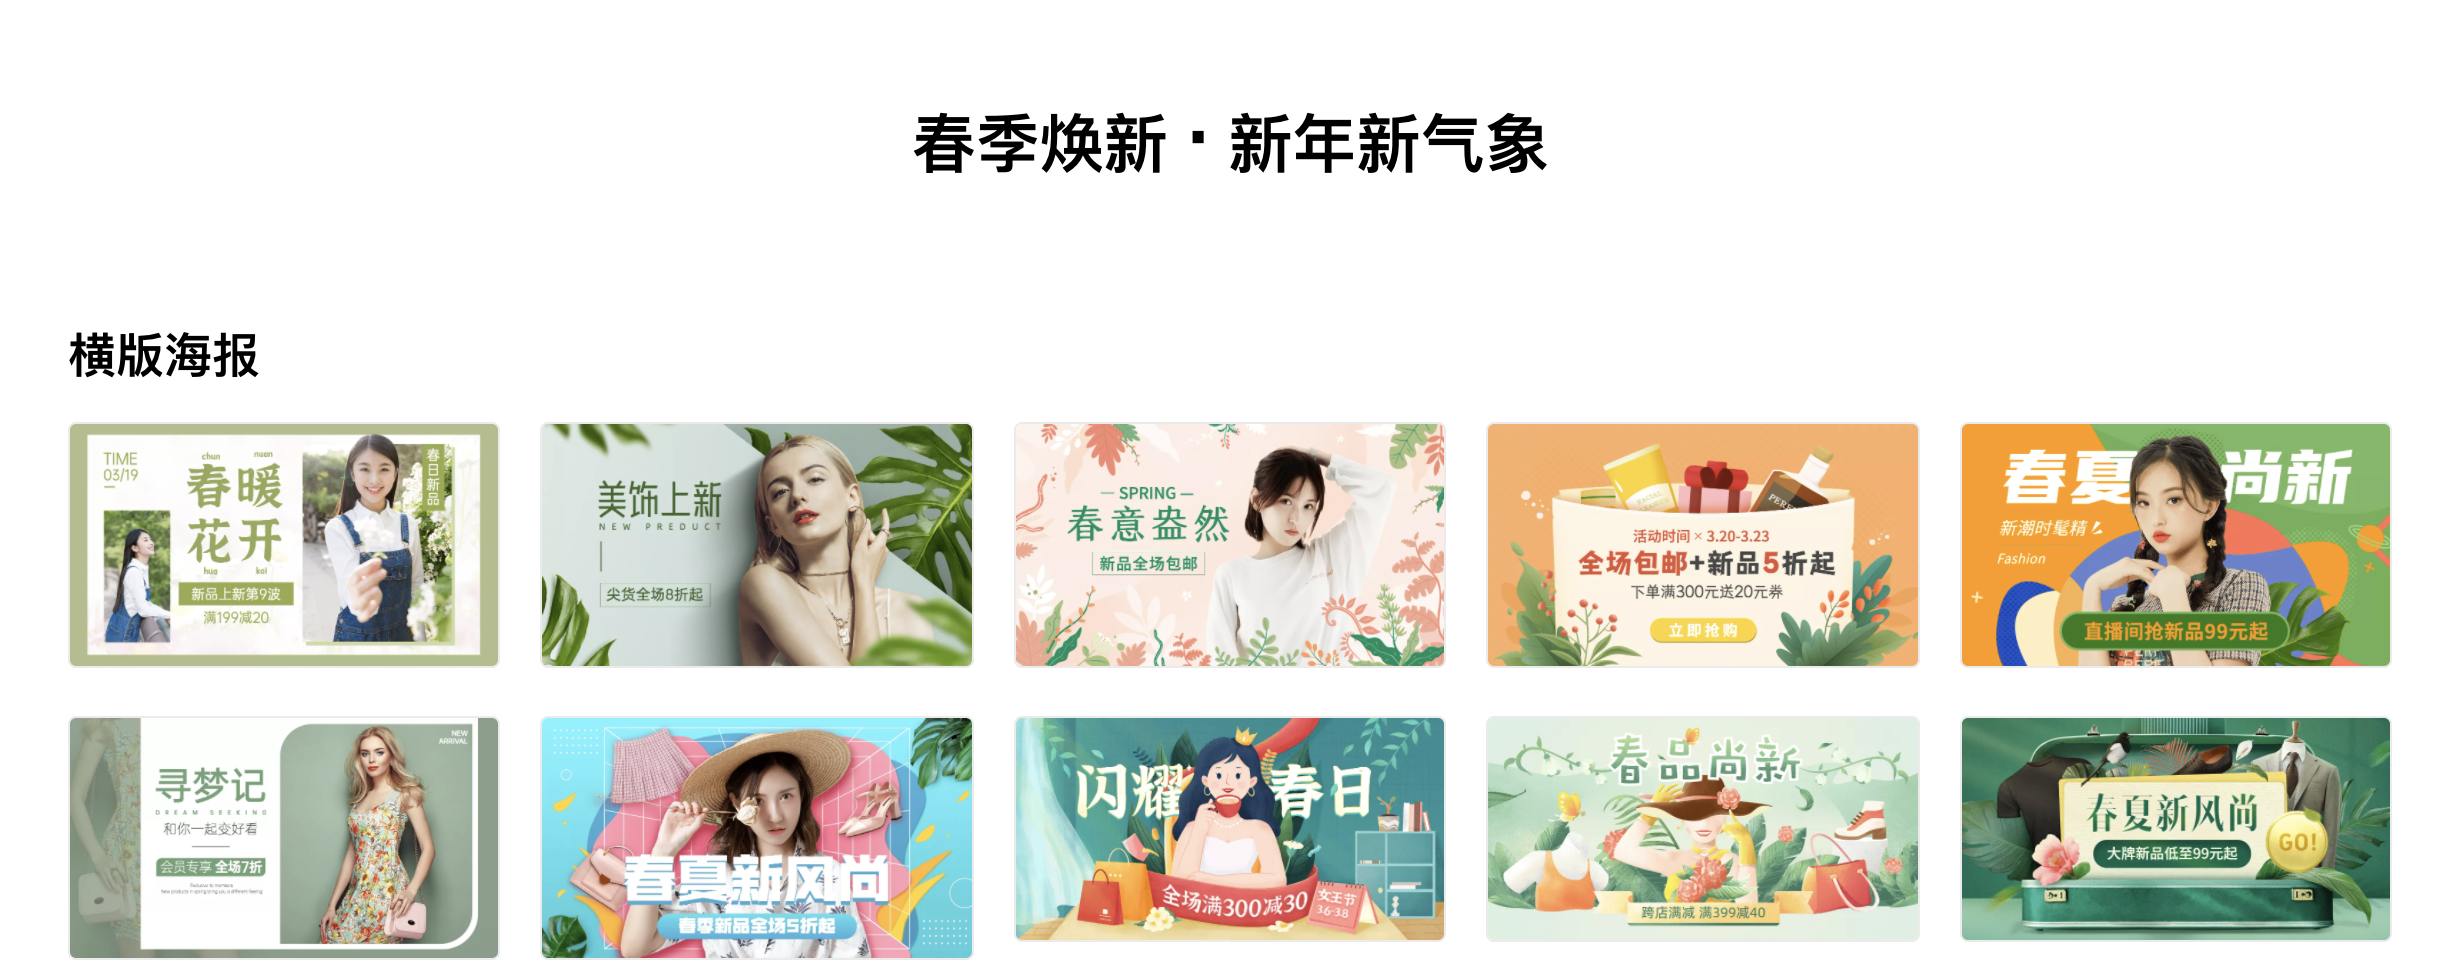 春季焕新·新年新气象
横版海报
TIME
03/19
chun nuan
春暖
花开
hua kai
新品上新第9波
满199减20
春日新品
美饰上新
NEW PREDUCT
尖货全场8折起
SPRING
春意盎然
新品全场包邮
活动时间 × 3.20-3.23
全场包邮+新品5折起
下单满300元送20元券
立即抢购
春夏尚新
新潮时髦精
Fashion
直播间抢新品99元起
NEW
ARRIVAL
寻梦记
DREAM SEEKING
和你一起变好看
会员专享 全场7折
春夏新风尚
春季新品全场5折起
闪耀春日
全场满300减30
女王节
3.6-3.8
春品尚新
跨店满减 满399减40
春夏新风尚
大牌新品低至99元起
GO!